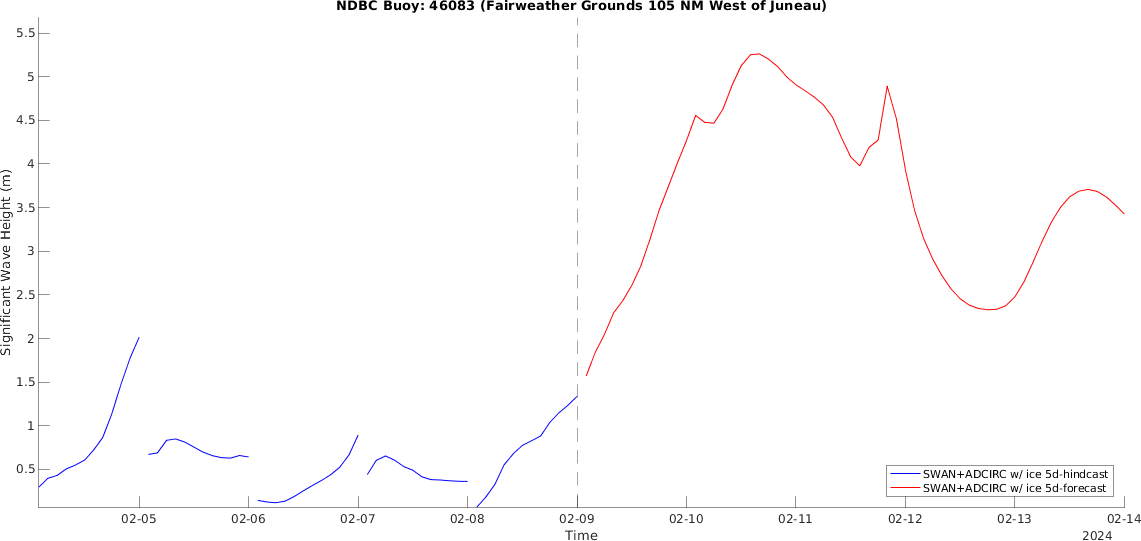 NDBC Buoy: 46083 (Fairweather Grounds 105 NM West of Juneau)
5.5
5
4.5
4
3.5
3
2.5
2
1.5
1
0.5
Significant Wave Height (m)
SWAN+ADCIRC w/ ice 5d-hindcast
SWAN+ADCIRC w/ ice 5d-forecast
02-05 02-06 02-07 02-08 02-09 02-10 02-11 02-12 02-13 02-14
Time
2024